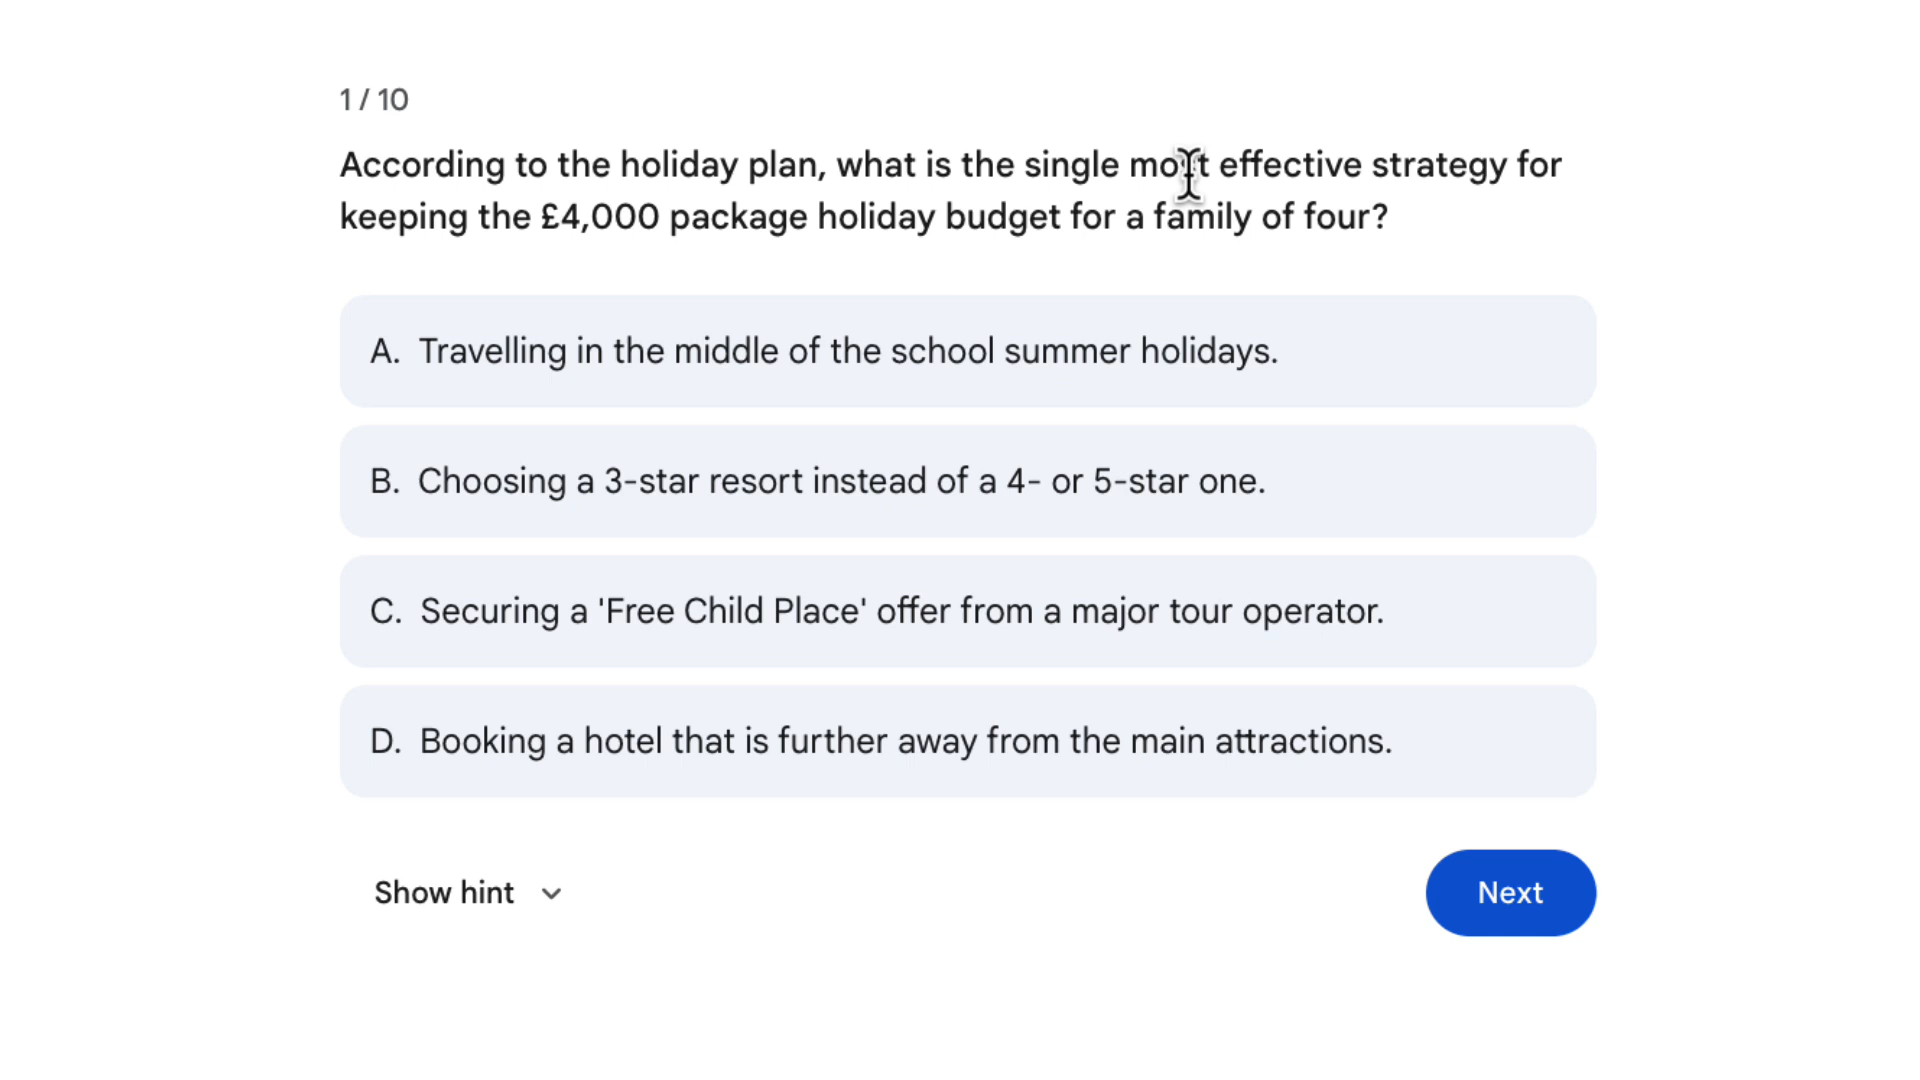 1 / 10
According to the holiday plan, what is the single most effective strategy for
keeping the £4,000 package holiday budget for a family of four?
A. Travelling in the middle of the school summer holidays.
B. Choosing a 3-star resort instead of a 4- or 5-star one.
C. Securing a 'Free Child Place' offer from a major tour operator.
D. Booking a hotel that is further away from the main attractions.
Show hint
Next